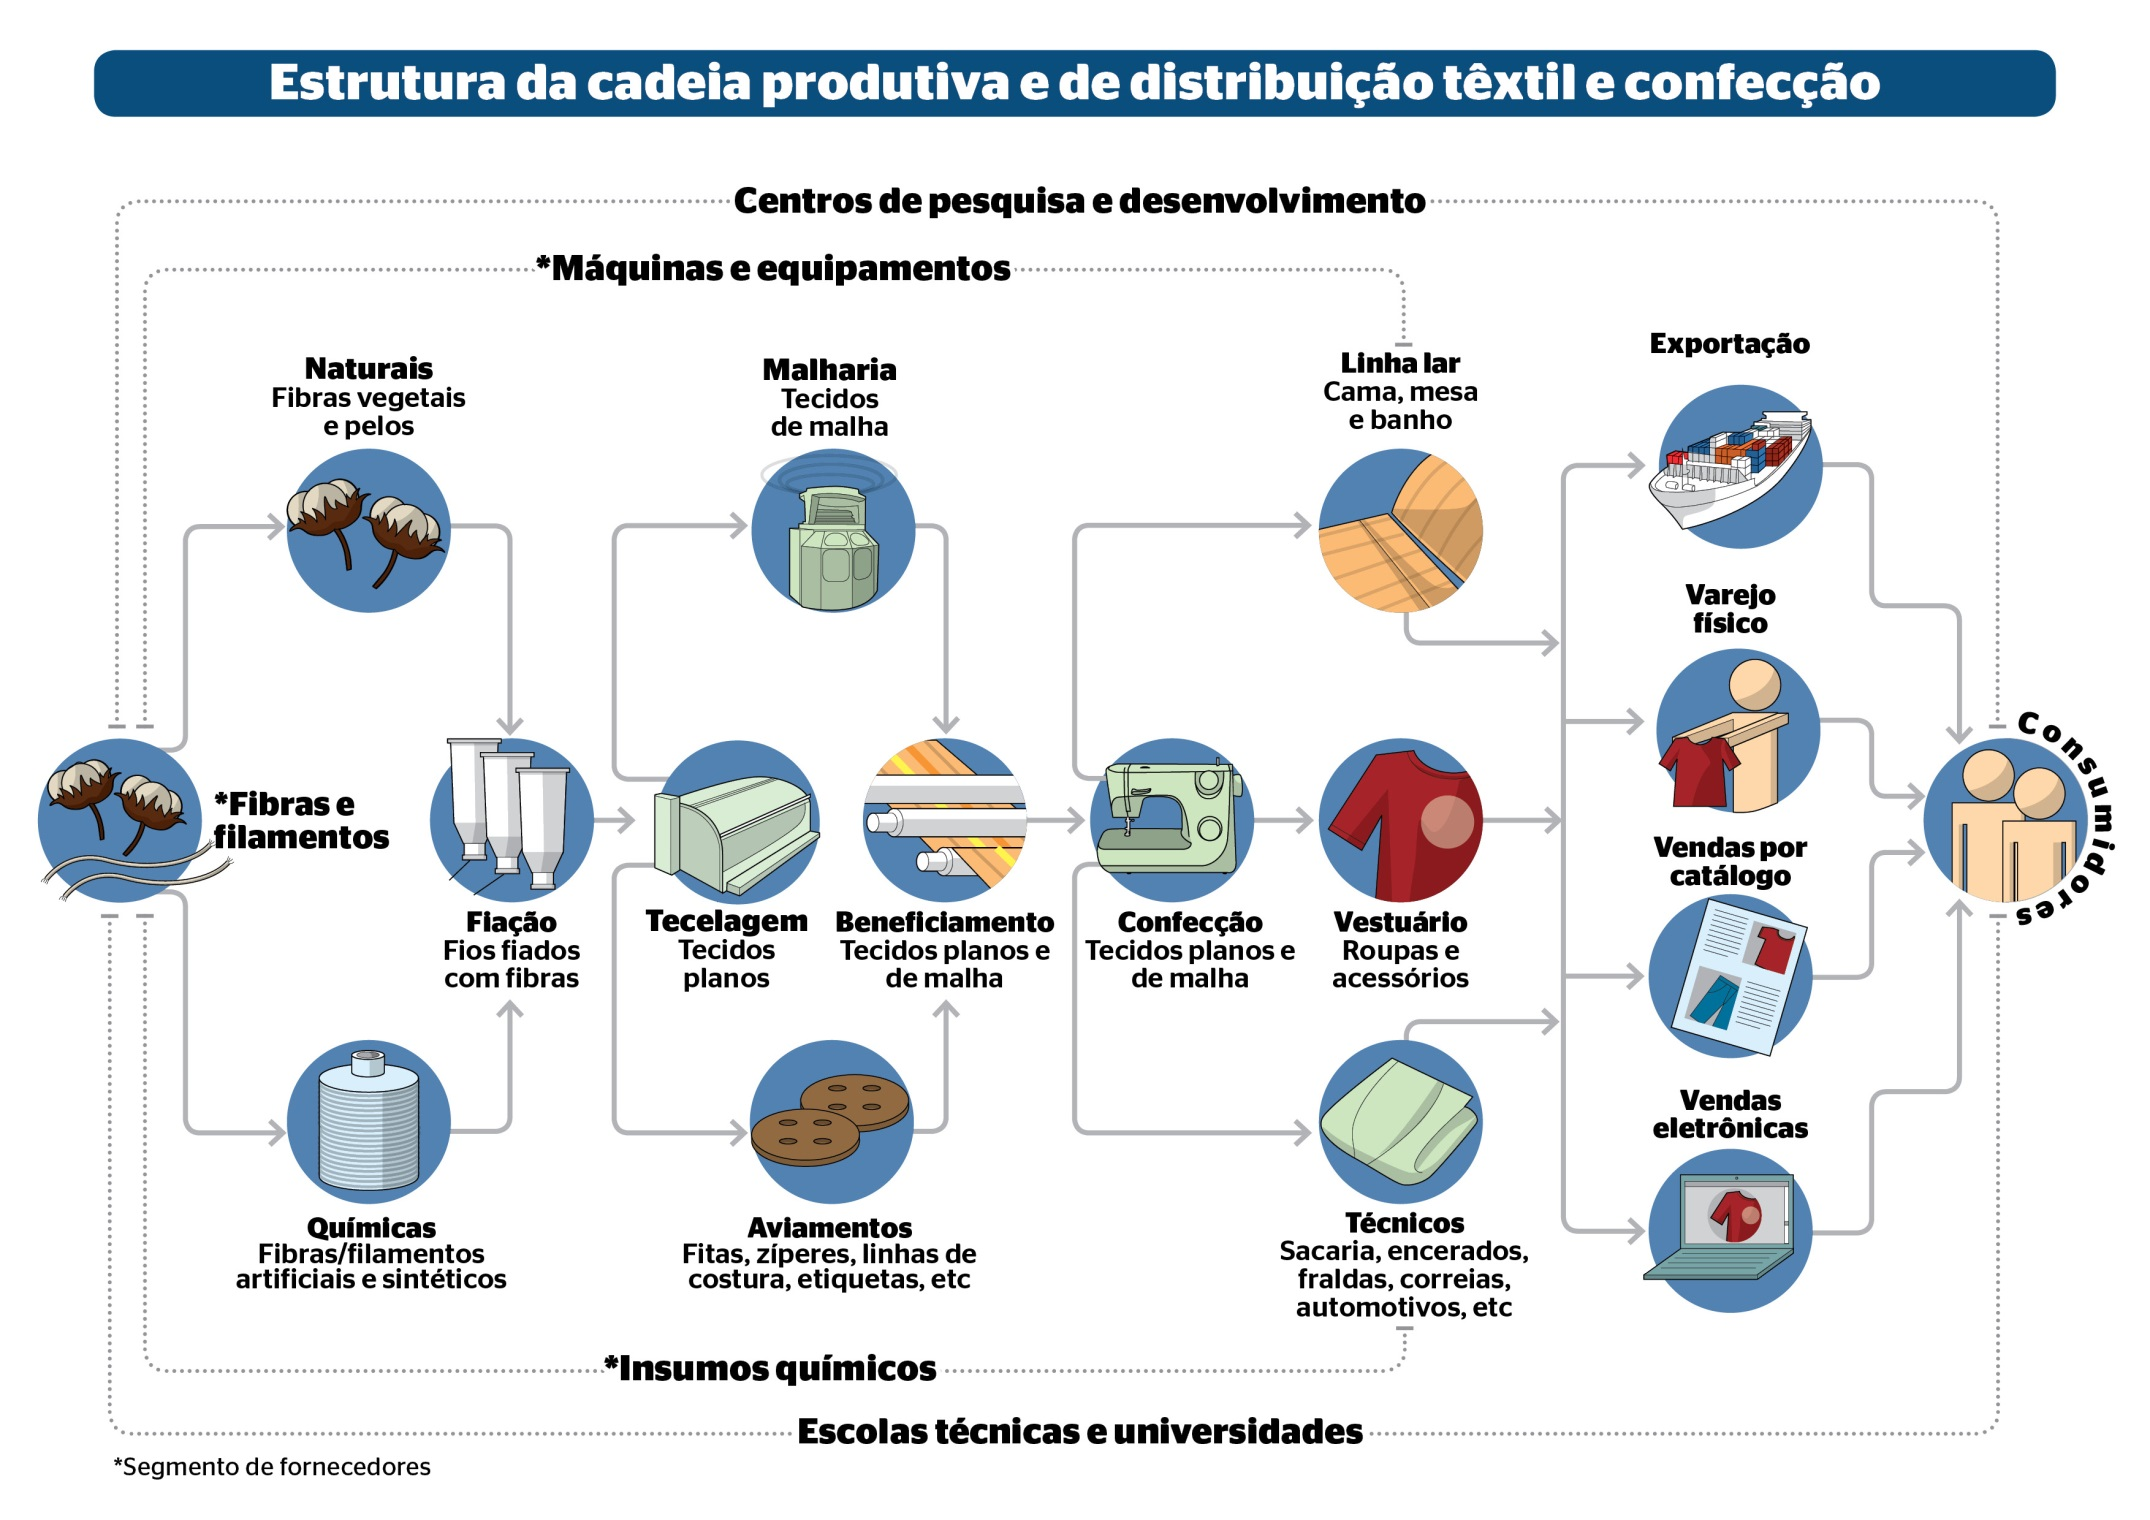 Estrutura da cadeia produtiva e de distribuição têxtil e confecção
Centros de pesquisa e desenvolvimento
*Máquinas e equipamentos
Naturais
Fibras vegetais
e pelos
Malharia
Tecidos
de malha
Linha lar
Cama, mesa
e banho
Exportação
Varejo
físico
*Fibras e
filamentos
Fiação
Fios fiados
com fibras
Tecelagem
Tecidos
planos
Beneficiamento
Tecidos planos e
de malha
Confecção
Tecidos planos e
de malha
Vestuário
Roupas e
acessórios
Vendas por
catálogo
Consumidores
Químicas
Fibras/filamentos
artificiais e sintéticos
Aviamentos
Fitas, zíperes, linhas de
costura, etiquetas, etc
Técnicos
Sacaria, encerados,
fraldas, correias,
automotivos, etc
Vendas
eletrônicas
*Insumos químicos
Escolas técnicas e universidades
*Segmento de fornecedores